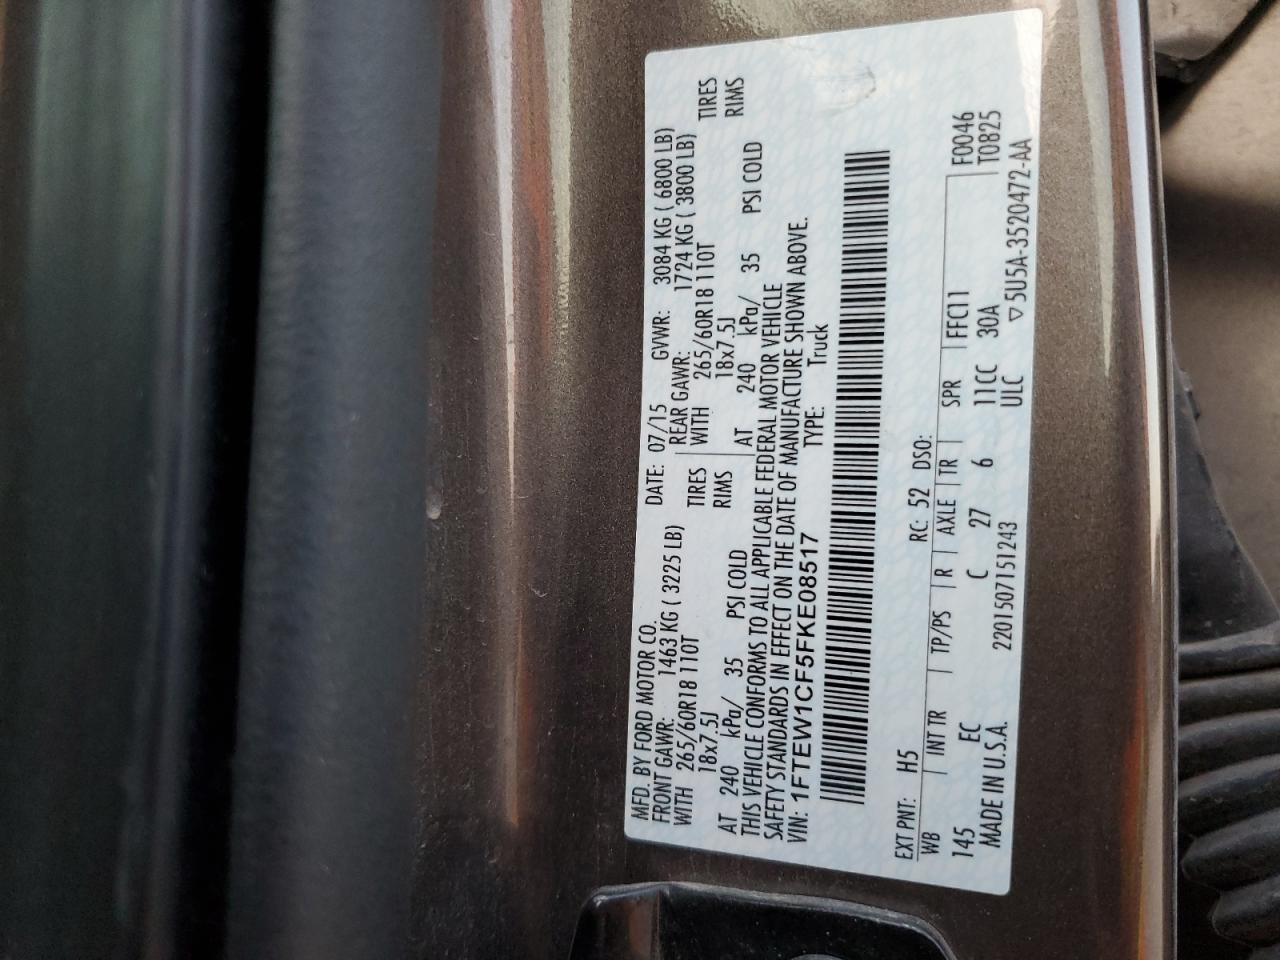 MFD. BY FORD MOTOR CO.
DATE: 07/15 GVWR: 3084 KG ( 6800 LB)
FRONT GAWR: 1463 KG ( 3225 LB) REAR GAWR: 1724 KG ( 3800 LB)
WITH 265/60R18 110T TIRES WITH 265/60R18 110T TIRES
18x7.5J RIMS 18x7.5J RIMS
AT 240 kPa/ 35 PSI COLD AT 240 kPa/ 35 PSI COLD
THIS VEHICLE CONFORMS TO ALL APPLICABLE FEDERAL MOTOR VEHICLE
SAFETY STANDARDS IN EFFECT ON THE DATE OF MANUFACTURE SHOWN ABOVE.
VIN: 1FTEW1CF5FKE08517 TYPE: Truck
EXT PNT: H5 RC: 52 DSO: F0046
WB INT TR TP/PS R AXLE TR SPR FFC11 T0825
145 EC C 27 6 11CC 30A
MADE IN U.S.A. 2201507151243 ULC ▽5U5A-3520472-AA